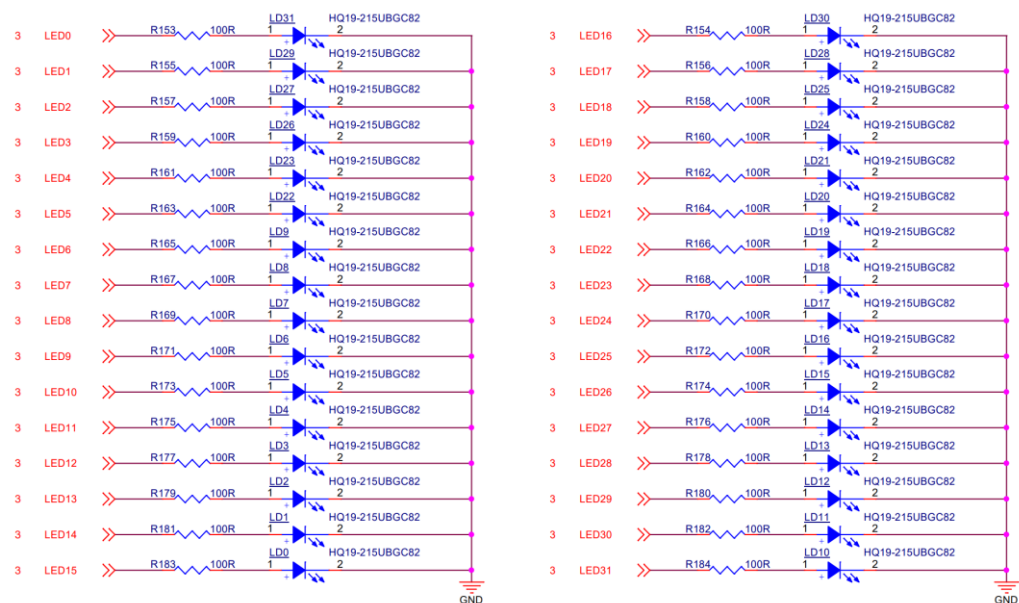 LD31 HQ19-215UBGC82 LD30 HQ19-215UBGC82
3 LED0 R153 100R 1 2 3 LED16 R154 100R 1 2
LD29 HQ19-215UBGC82 LD28 HQ19-215UBGC82
3 LED1 R155 100R 1 + 2 3 LED17 R156 100R 1 + 2
LD27 HQ19-215UBGC82 LD25 HQ19-215UBGC82
3 LED2 R157 100R 1 + 2 3 LED18 R158 100R 1 + 2
LD26 HQ19-215UBGC82 LD24 HQ19-215UBGC82
3 LED3 R159 100R 1 + 2 3 LED19 R160 100R 1 + 2
LD23 HQ19-215UBGC82 LD21 HQ19-215UBGC82
3 LED4 R161 100R 1 + 2 3 LED20 R162 100R 1 + 2
LD22 HQ19-215UBGC82 LD20 HQ19-215UBGC82
3 LED5 R163 100R 1 + 2 3 LED21 R164 100R 1 + 2
LD9 HQ19-215UBGC82 LD19 HQ19-215UBGC82
3 LED6 R165 100R 1 + 2 3 LED22 R166 100R 1 + 2
LD8 HQ19-215UBGC82 LD18 HQ19-215UBGC82
3 LED7 R167 100R 1 + 2 3 LED23 R168 100R 1 + 2
LD7 HQ19-215UBGC82 LD17 HQ19-215UBGC82
3 LED8 R169 100R 1 + 2 3 LED24 R170 100R 1 + 2
LD6 HQ19-215UBGC82 LD16 HQ19-215UBGC82
3 LED9 R171 100R 1 + 2 3 LED25 R172 100R 1 + 2
LD5 HQ19-215UBGC82 LD15 HQ19-215UBGC82
3 LED10 R173 100R 1 + 2 3 LED26 R174 100R 1 + 2
LD4 HQ19-215UBGC82 LD14 HQ19-215UBGC82
3 LED11 R175 100R 1 + 2 3 LED27 R176 100R 1 + 2
LD3 HQ19-215UBGC82 LD13 HQ19-215UBGC82
3 LED12 R177 100R 1 + 2 3 LED28 R178 100R 1 + 2
LD2 HQ19-215UBGC82 LD12 HQ19-215UBGC82
3 LED13 R179 100R 1 + 2 3 LED29 R180 100R 1 + 2
LD1 HQ19-215UBGC82 LD11 HQ19-215UBGC82
3 LED14 R181 100R 1 + 2 3 LED30 R182 100R 1 + 2
LD0 HQ19-215UBGC82 LD10 HQ19-215UBGC82
3 LED15 R183 100R 1 + 2 3 LED31 R184 100R 1 + 2
GND GND